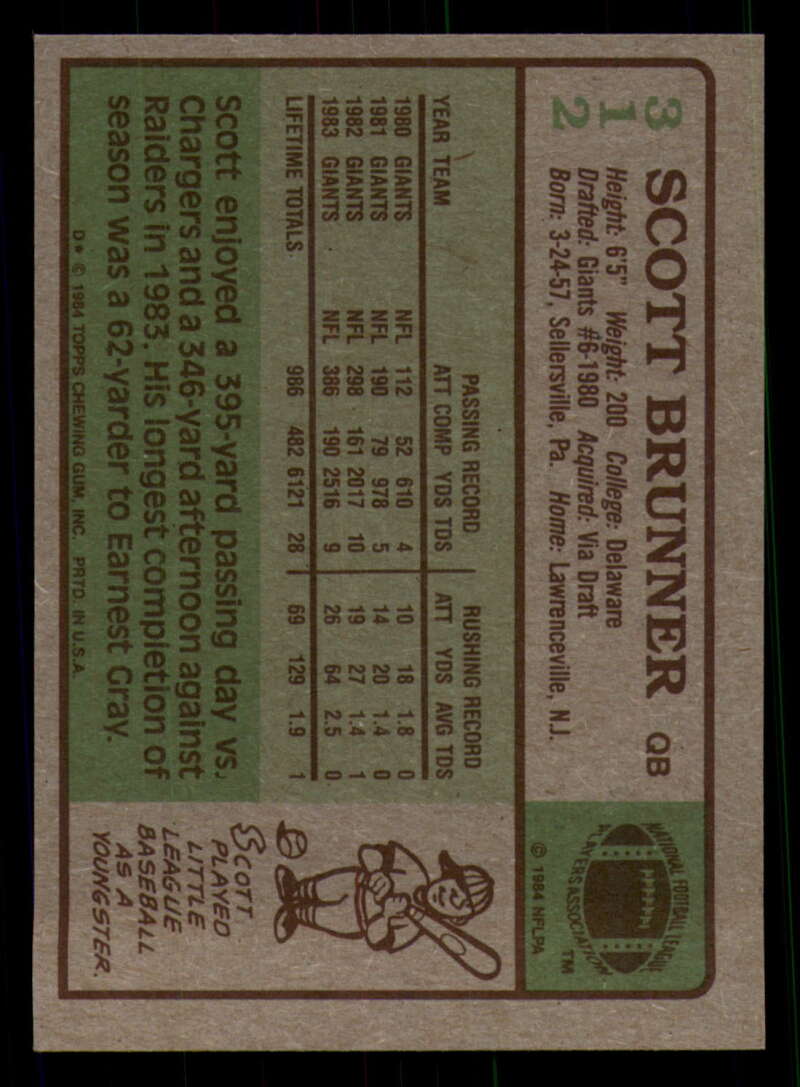 3
1
2
SCOTT BRUNNER QB
Height: 6'5" Weight: 200 College: Delaware
Drafted: Giants #6-1980 Acquired: Via Draft
Born: 3-24-57, Sellersville, Pa. Home: Lawrenceville, N.J.
NATIONAL FOOTBALL LEAGUE
PLAYERS ASSOCIATION
TM
© 1984 NFLPA
PASSING RECORD RUSHING RECORD
YEAR TEAM ATT COMP YDS TDS ATT YDS AVG TDS
1980 GIANTS NFL 112 52 610 4 10 18 1.8 0
1981 GIANTS NFL 190 79 978 5 14 20 1.4 0
1982 GIANTS NFL 298 161 2017 10 19 27 1.4 1
1983 GIANTS NFL 386 190 2516 9 26 64 2.5 0
LIFETIME TOTALS 986 482 6121 28 69 129 1.9 1
Scott enjoyed a 395-yard passing day vs.
Chargers and a 346-yard afternoon against
Raiders in 1983. His longest completion of
season was a 62-yarder to Earnest Gray.
D* © 1984 TOPPS CHEWING GUM, INC. PRTD. IN U.S.A.
SCOTT
PLAYED
LITTLE
LEAGUE
BASEBALL
AS A
YOUNGSTER.